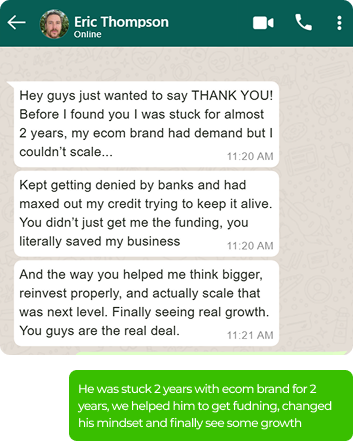 Eric Thompson
Online
Hey guys just wanted to say THANK YOU!
Before I found you I was stuck for almost
2 years, my ecom brand had demand but I
couldn't scale...
11:20 AM
Kept getting denied by banks and had
maxed out my credit trying to keep it alive.
You didn't just get me the funding, you
literally saved my business
11:20 AM
And the way you helped me think bigger,
reinvest properly, and actually scale that
was next level. Finally seeing real growth.
You guys are the real deal.
11:21 AM
He was stuck 2 years with ecom brand for 2
years, we helped him to get fudning, changed
his mindset and finally see some growth